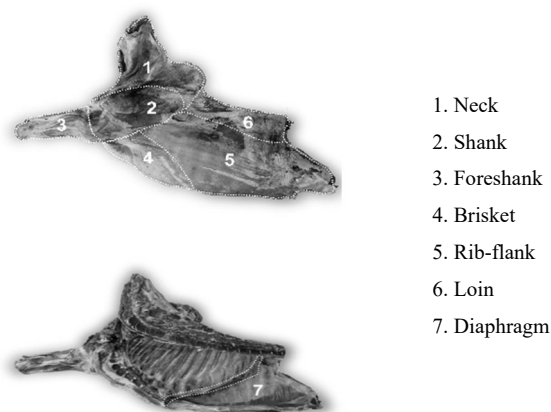 1
2
3
6
4
5
7
1. Neck
2. Shank
3. Foreshank
4. Brisket
5. Rib-flank
6. Loin
7. Diaphragm